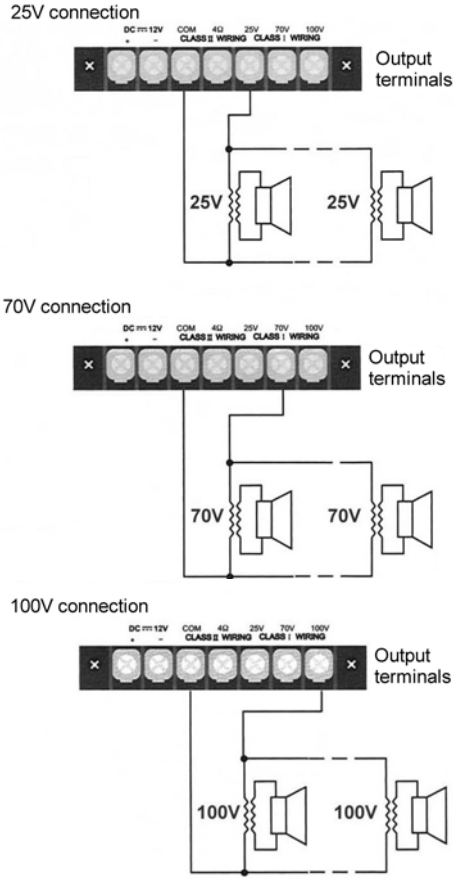 25V connection
DC ⎓ 12V COM 4Ω 25V 70V 100V
+ − CLASS II WIRING CLASS I WIRING
Output
terminals
25V 25V
70V connection
DC ⎓ 12V COM 4Ω 25V 70V 100V
+ − CLASS II WIRING CLASS I WIRING
Output
terminals
70V 70V
100V connection
DC ⎓ 12V COM 4Ω 25V 70V 100V
+ − CLASS II WIRING CLASS I WIRING
Output
terminals
100V 100V